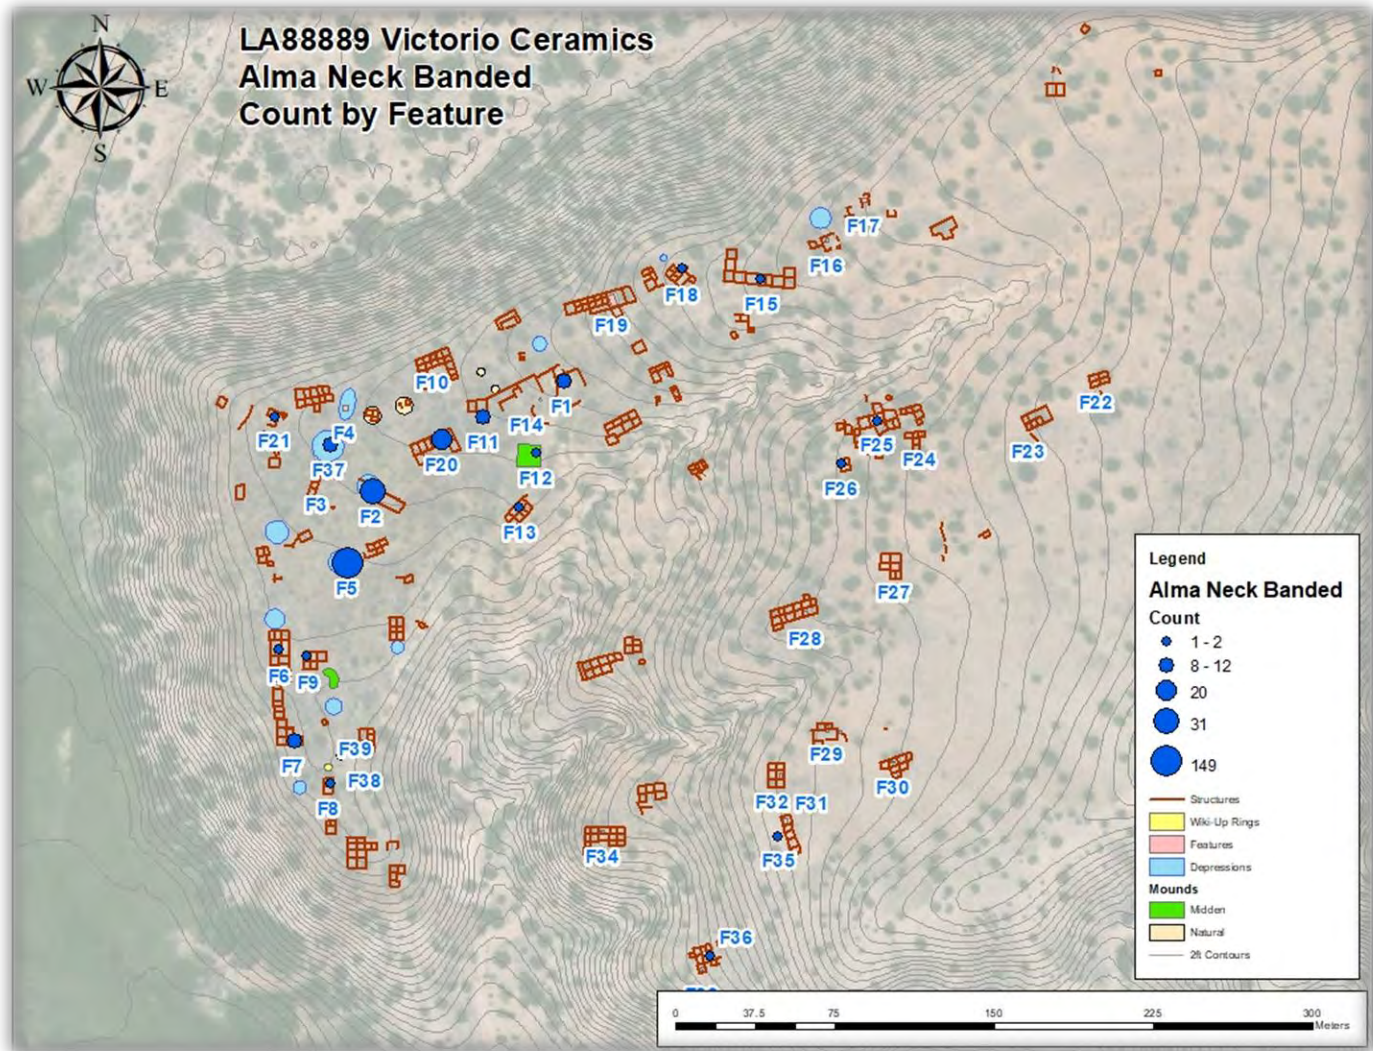 N
W E
S
LA88889 Victorio Ceramics
Alma Neck Banded
Count by Feature
F17
F16
F18
F15
F19
F10
F1
F22
F21
F4
F11
F14
F25
F23
F24
F37
F20
F12
F26
F3
F2
F13
F5
F27
F28
F6
F9
F29
F39
F7
F38
F30
F8
F32
F31
F34
F35
F36
Legend
Alma Neck Banded
Count
1 - 2
8 - 12
20
31
149
Structures
Wiki-Up Rings
Features
Depressions
Mounds
Midden
Natural
2ft Contours
0 37.5 75 150 225 300
Meters